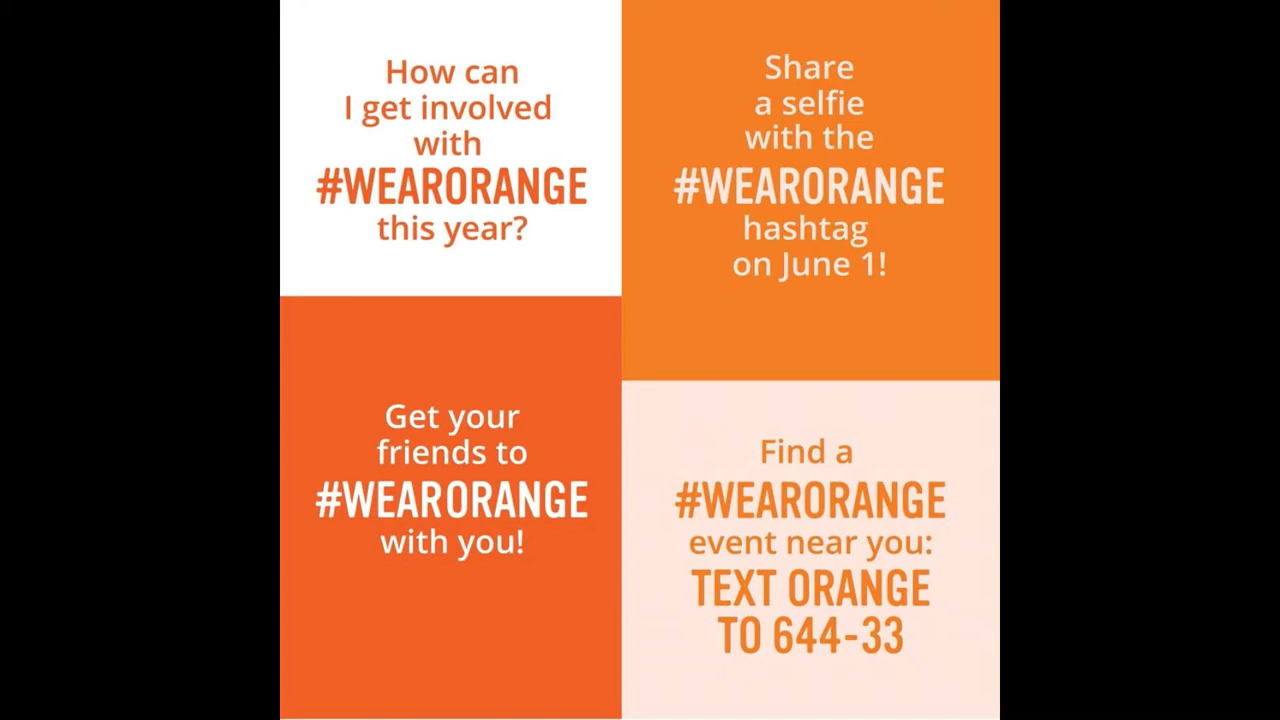 How can
I get involved
with
#WEARORANGE
this year?
Share
a selfie
with the
#WEARORANGE
hashtag
on June 1!
Get your
friends to
#WEARORANGE
with you!
Find a
#WEARORANGE
event near you:
TEXT ORANGE
TO 644-33